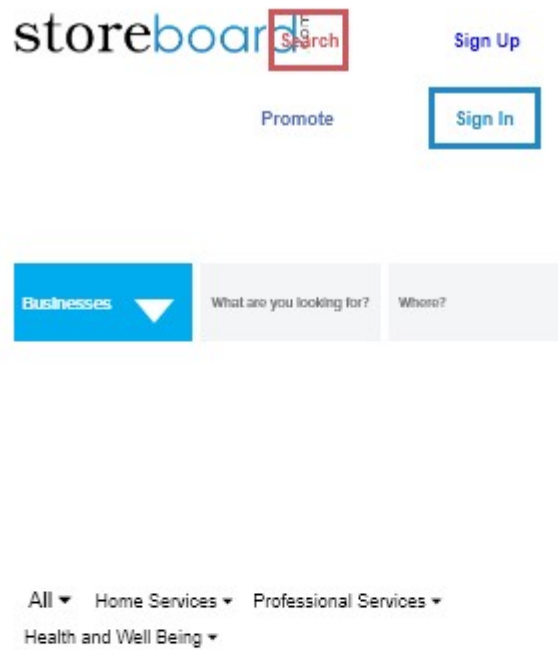 storeboard Search Sign Up
Promote Sign In
Businesses What are you looking for? Where?
All Home Services Professional Services
Health and Well Being